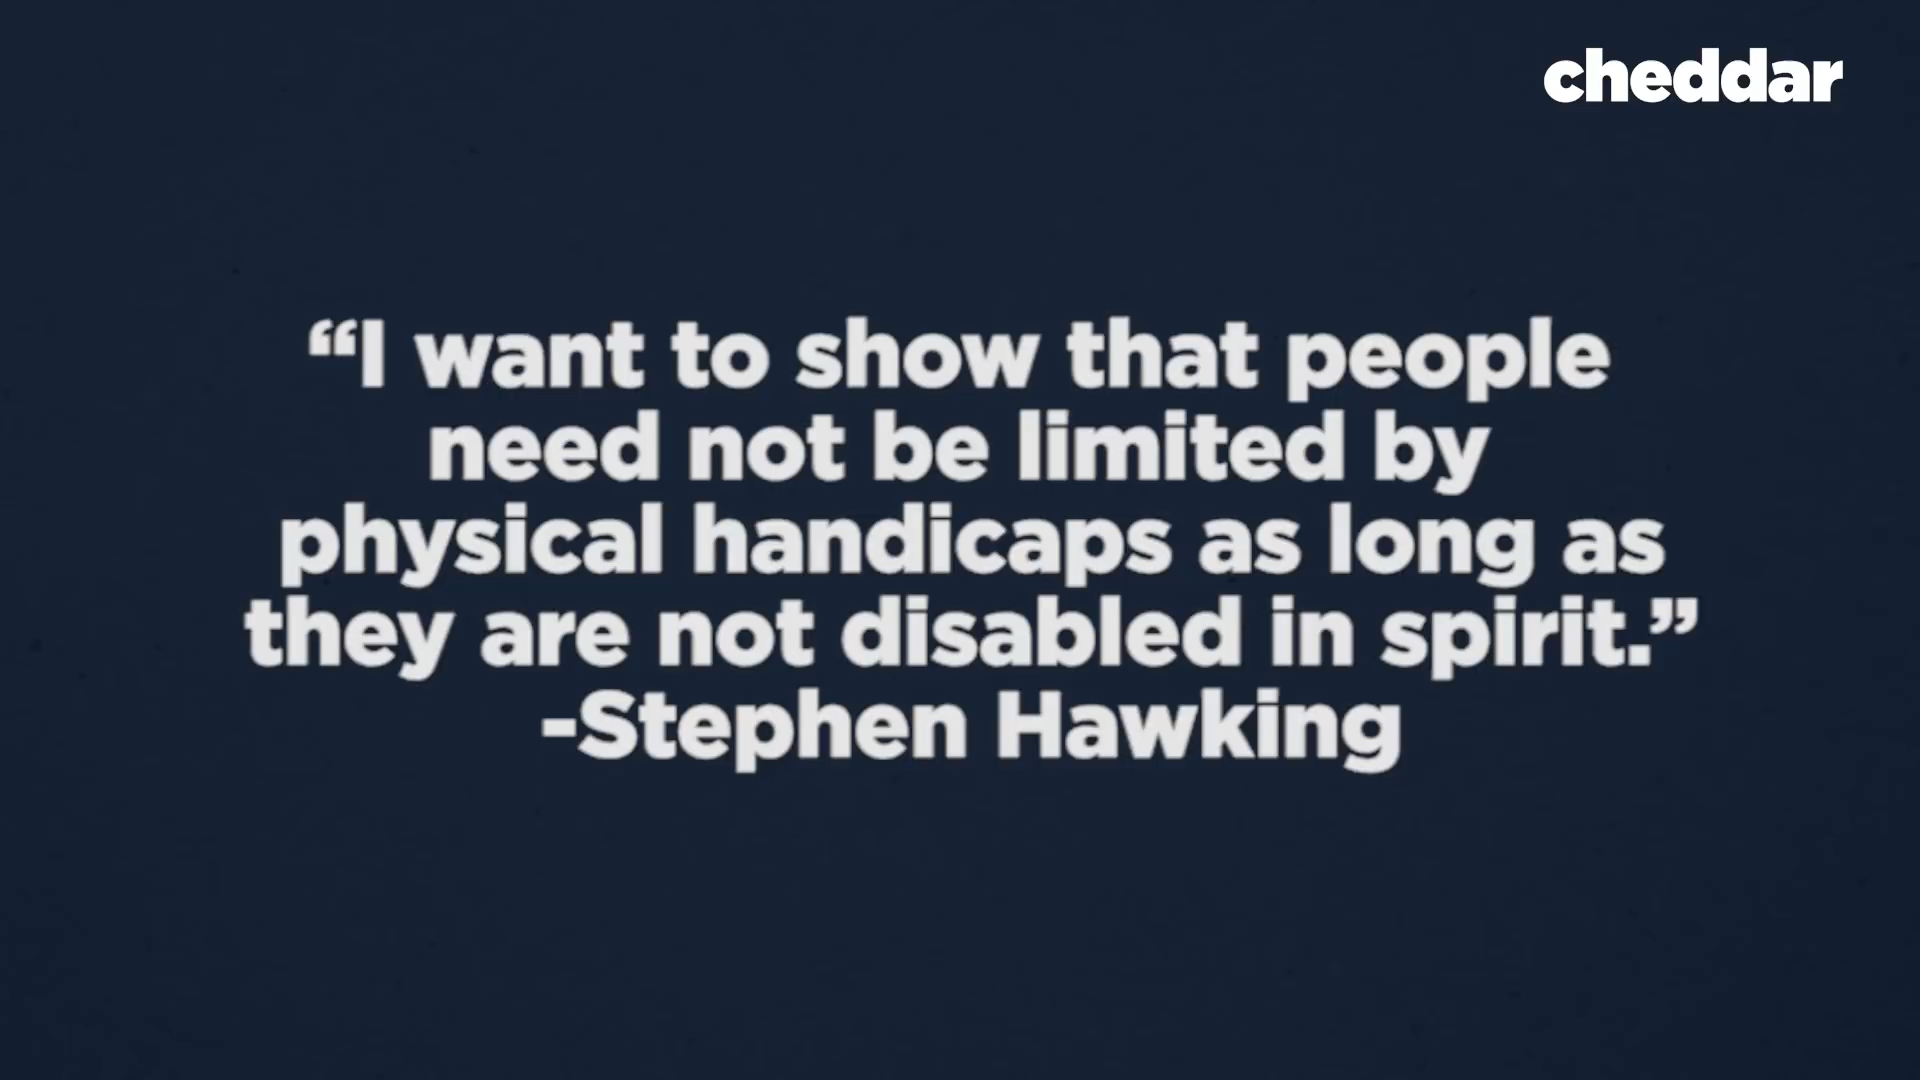 cheddar
“I want to show that people
need not be limited by
physical handicaps as long as
they are not disabled in spirit.”
-Stephen Hawking